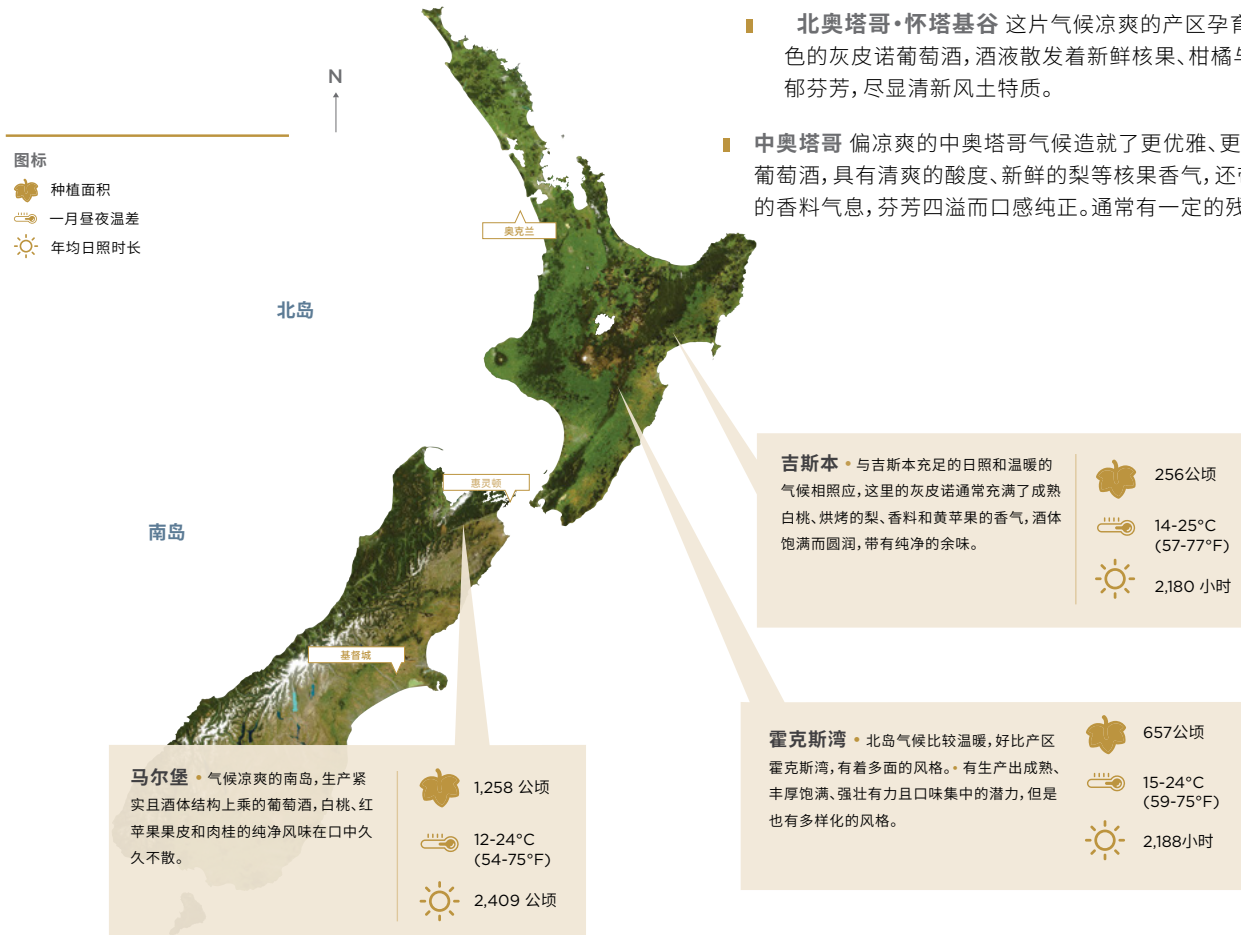 北奥塔哥•怀塔基谷 这片气候凉爽的产区孕育
色的灰皮诺葡萄酒，酒液散发着新鲜核果、柑橘与
郁芬芳，尽显清新风土特质。
中奥塔哥 偏凉爽的中奥塔哥气候造就了更优雅、更
葡萄酒，具有清爽的酸度、新鲜的梨等核果香气，还
的香料气息，芬芳四溢而口感纯正。通常有一定的残
N
图标
种植面积
一月昼夜温差
年均日照时长
奥克兰
北岛
惠灵顿
南岛
基督城
吉斯本 • 与吉斯本充足的日照和温暖的
气候相照应，这里的灰皮诺通常充满了成熟
白桃、烘烤的梨、香料和黄苹果的香气，酒体
饱满而圆润，带有纯净的余味。
256公顷
14-25°C
(57-77°F)
2,180 小时
霍克斯湾 • 北岛气候比较温暖，好比产区
霍克斯湾，有着多面的风格。• 有生产出成熟、
丰厚饱满、强壮有力且口味集中的潜力，但是
也有多样化的风格。
657公顷
15-24°C
(59-75°F)
2,188小时
马尔堡 • 气候凉爽的南岛，生产紧
实且酒体结构上乘的葡萄酒，白桃、红
苹果果皮和肉桂的纯净风味在口中久
久不散。
1,258 公顷
12-24°C
(54-75°F)
2,409 公顷